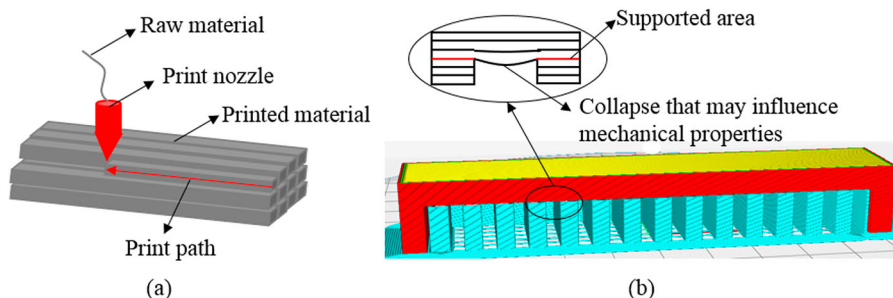 Raw material
Print nozzle
Printed material
Print path
(a)
Supported area
Collapse that may influence
mechanical properties
(b)